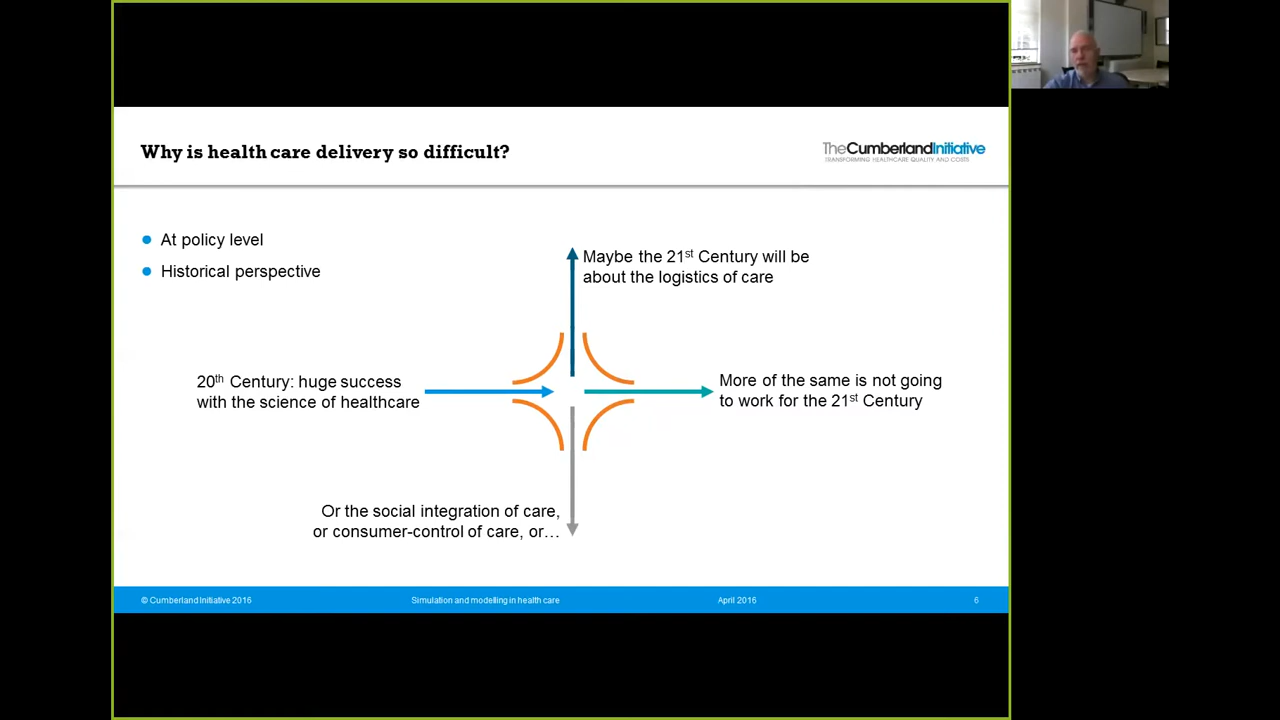 Why is health care delivery so difficult?
TheCumberlandInitiative
TRANSFORMING HEALTHCARE QUALITY AND COSTS
At policy level
Historical perspective
Maybe the 21st Century will be
about the logistics of care
20th Century: huge success
with the science of healthcare
More of the same is not going
to work for the 21st Century
Or the social integration of care,
or consumer-control of care, or…
© Cumberland Initiative 2016
Simulation and modelling in health care
April 2016
6